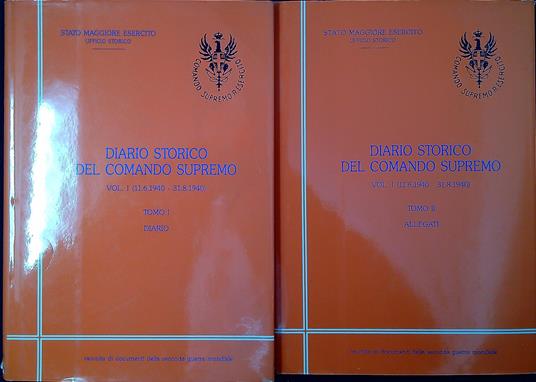 STATO MAGGIORE ESERCITO
UFFICIO STORICO
COMANDO SUPREMO R. ESERCITO
DIARIO STORICO
DEL COMANDO SUPREMO
VOL. I (11.6.1940 - 31.8.1940)
TOMO I
DIARIO
raccolta di documenti della seconda guerra mondiale
STATO MAGGIORE ESERCITO
UFFICIO STORICO
COMANDO SUPREMO R. ESERCITO
DIARIO STORICO
DEL COMANDO SUPREMO
VOL. I (11.6.1940 - 31.8.1940)
TOMO II
ALLEGATI
raccolta di documenti della seconda guerra mondiale